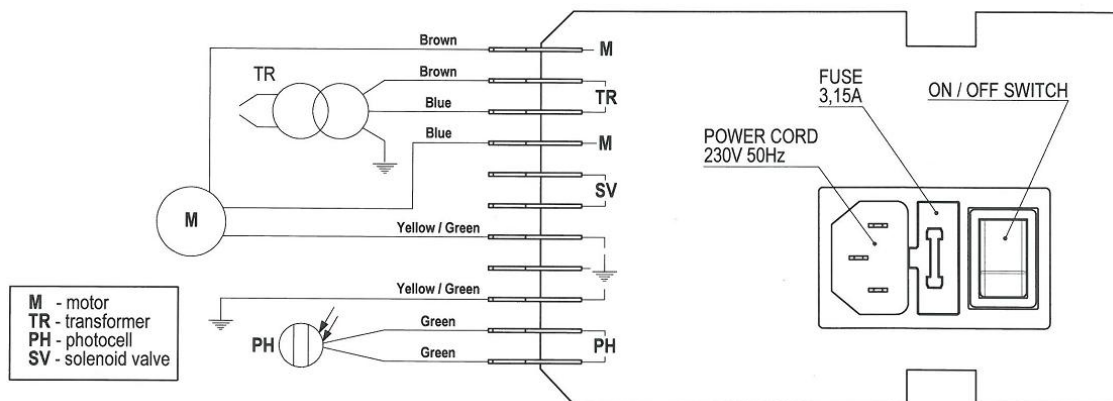 Brown
M
TR
Brown
Blue
TR
Blue
M
SV
M
Yellow / Green
Yellow / Green
Green
PH
Green
PH
M - motor
TR - transformer
PH - photocell
SV - solenoid valve
FUSE
3,15A
ON / OFF SWITCH
POWER CORD
230V 50Hz